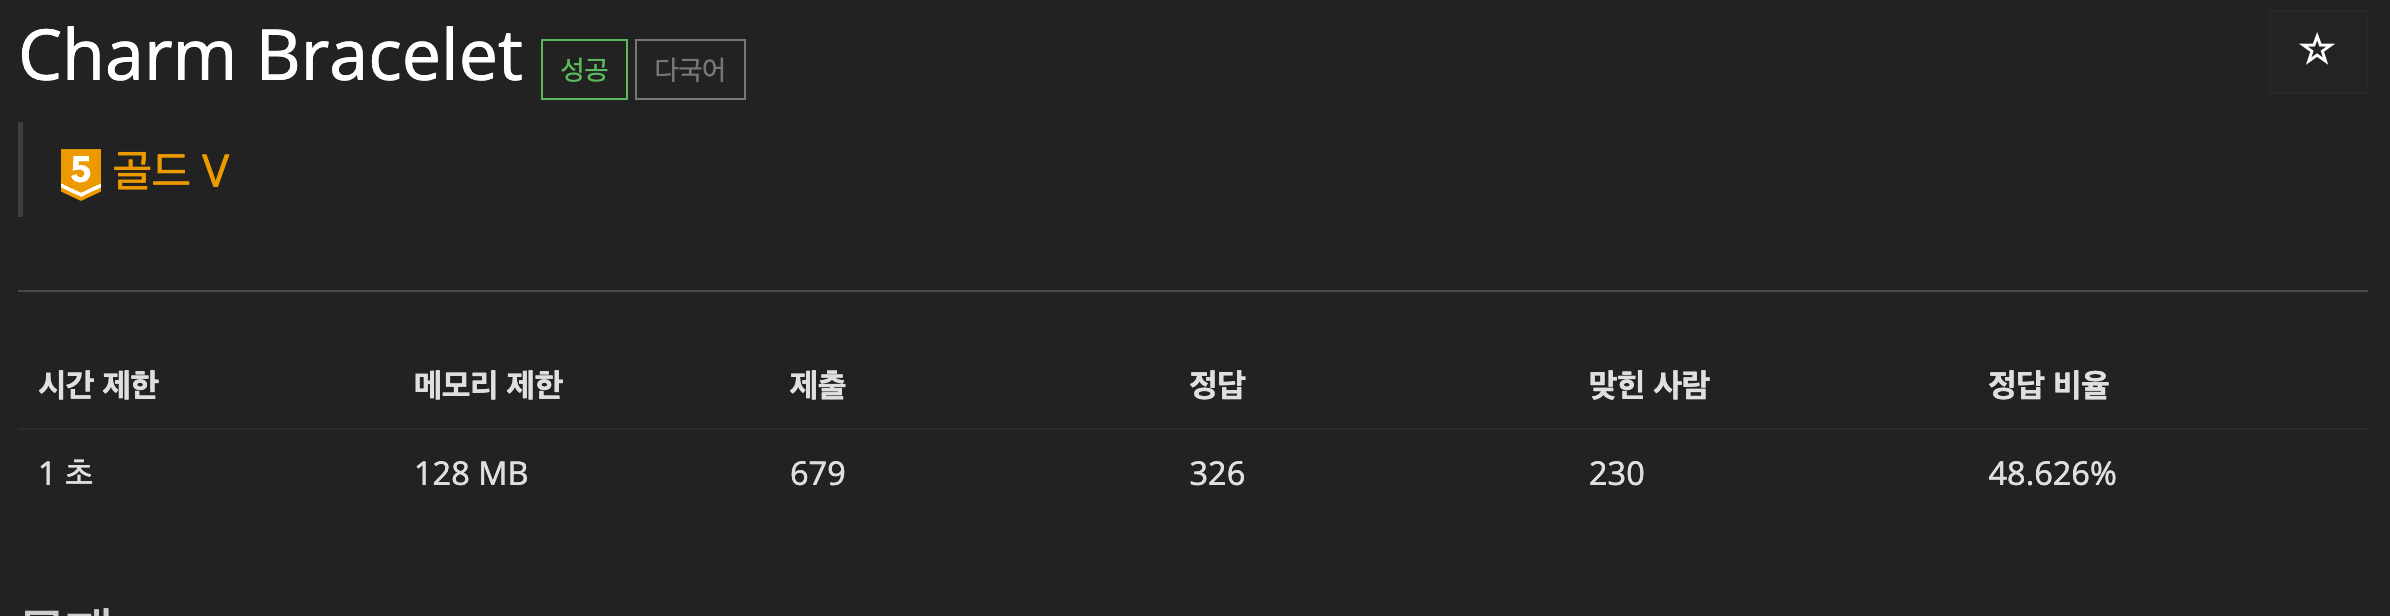 Charm Bracelet 성공 다국어
5 골드 V
시간 제한 메모리 제한 제출 정답 맞힌 사람 정답 비율
1 초 128 MB 679 326 230 48.626%